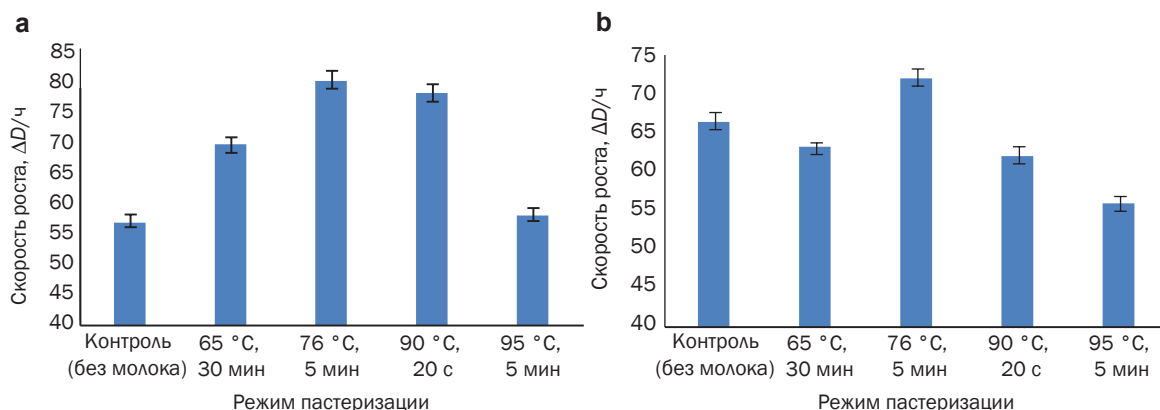 a
Скорость роста, ΔD/ч
85
80
75
70
65
60
55
50
45
40
Контроль
(без молока)
65 °C,
30 мин
76 °C,
5 мин
90 °C,
20 с
95 °C,
5 мин
Режим пастеризации
b
Скорость роста, ΔD/ч
75
70
65
60
55
50
45
40
Контроль
(без молока)
65 °C,
30 мин
76 °C,
5 мин
90 °C,
20 с
95 °C,
5 мин
Режим пастеризации